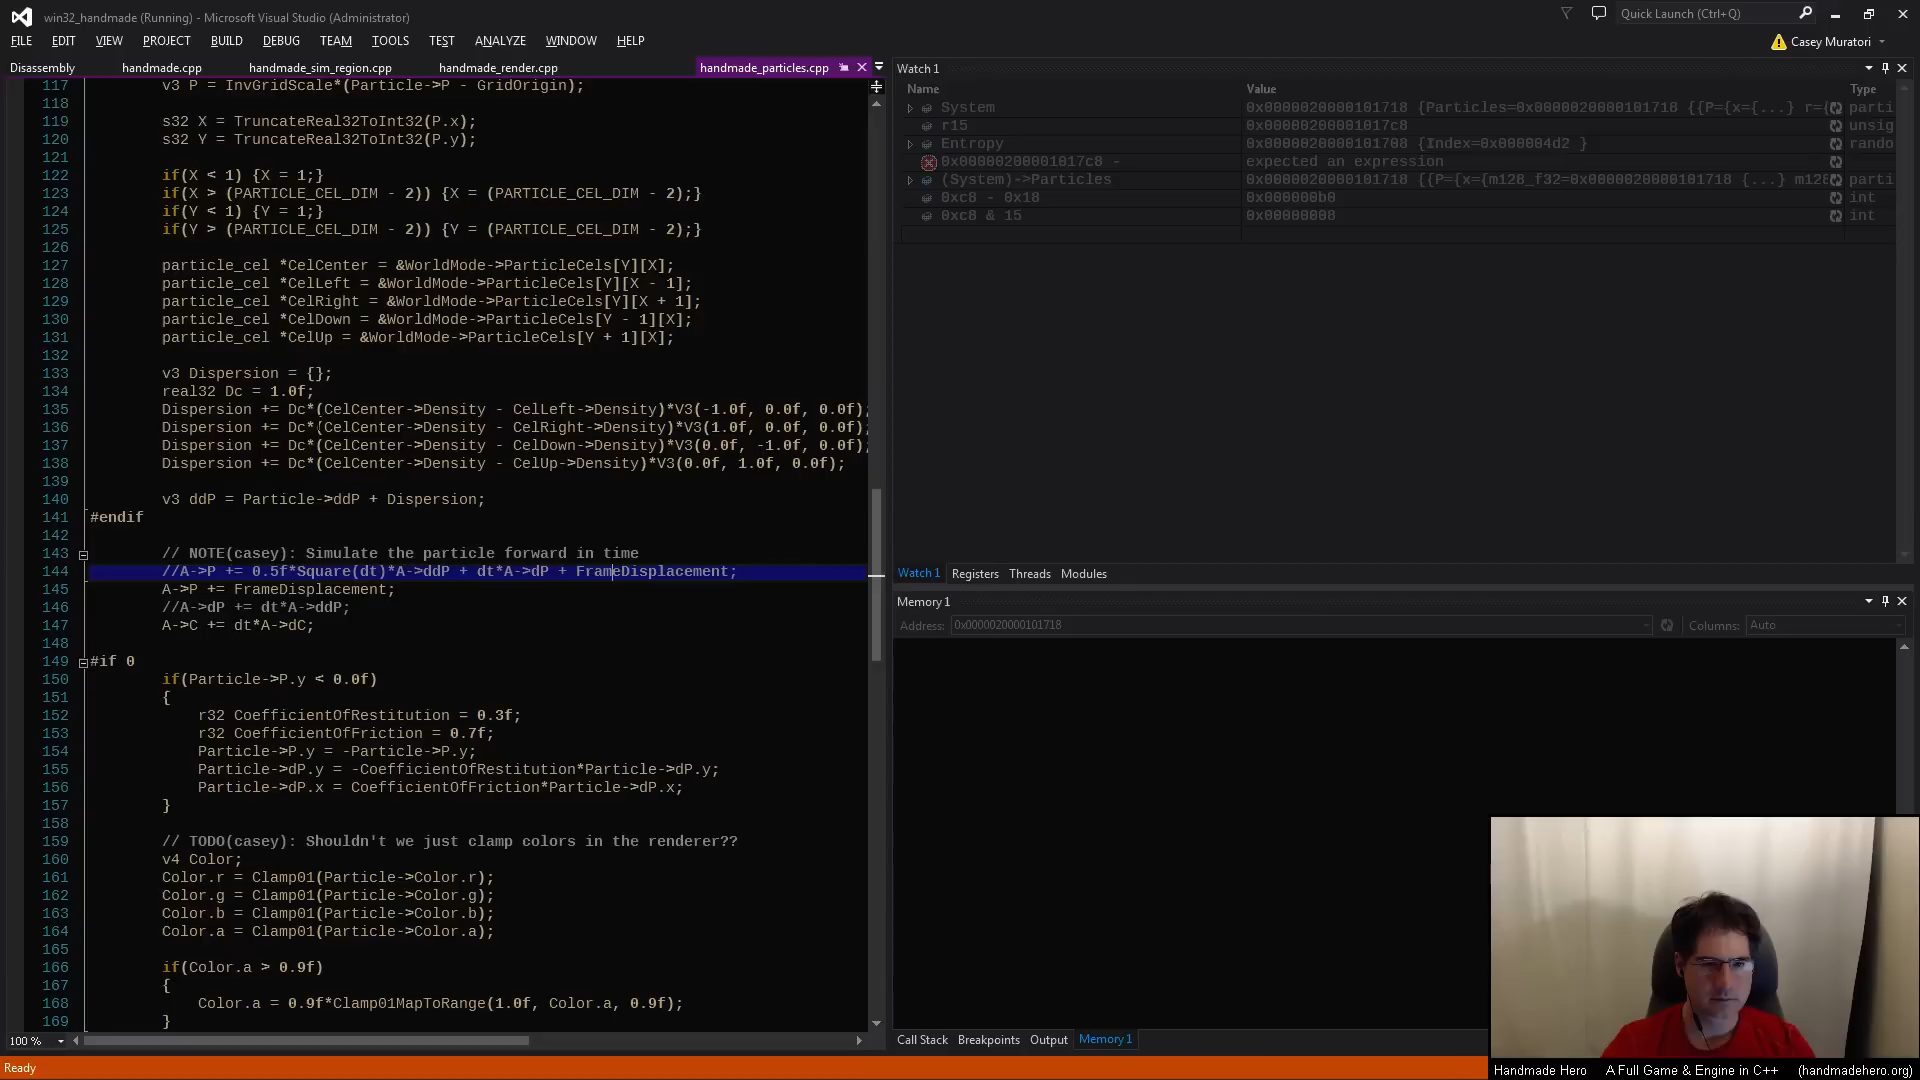 win32_handmade (Running) - Microsoft Visual Studio (Administrator)
Quick Launch (Ctrl+Q)
FILE EDIT VIEW PROJECT BUILD DEBUG TEAM TOOLS TEST ANALYZE WINDOW HELP
Casey Muratori
Disassembly handmade.cpp handmade_sim_region.cpp handmade_render.cpp handmade_particles.cpp
117 v3 P = InvGridScale*(Particle->P - GridOrigin);
118
119 s32 X = TruncateReal32ToInt32(P.x);
120 s32 Y = TruncateReal32ToInt32(P.y);
121
122 if(X < 1) {X = 1;}
123 if(X > (PARTICLE_CEL_DIM - 2)) {X = (PARTICLE_CEL_DIM - 2);}
124 if(Y < 1) {Y = 1;}
125 if(Y > (PARTICLE_CEL_DIM - 2)) {Y = (PARTICLE_CEL_DIM - 2);}
126
127 particle_cel *CelCenter = &WorldMode->ParticleCels[Y][X];
128 particle_cel *CelLeft = &WorldMode->ParticleCels[Y][X - 1];
129 particle_cel *CelRight = &WorldMode->ParticleCels[Y][X + 1];
130 particle_cel *CelDown = &WorldMode->ParticleCels[Y - 1][X];
131 particle_cel *CelUp = &WorldMode->ParticleCels[Y + 1][X];
132
133 v3 Dispersion = {};
134 real32 Dc = 1.0f;
135 Dispersion += Dc*(CelCenter->Density - CelLeft->Density)*V3(-1.0f, 0.0f, 0.0f);
136 Dispersion += Dc*(CelCenter->Density - CelRight->Density)*V3(1.0f, 0.0f, 0.0f);
137 Dispersion += Dc*(CelCenter->Density - CelDown->Density)*V3(0.0f, -1.0f, 0.0f);
138 Dispersion += Dc*(CelCenter->Density - CelUp->Density)*V3(0.0f, 1.0f, 0.0f);
139
140 v3 ddP = Particle->ddP + Dispersion;
141 #endif
142
143 // NOTE(casey): Simulate the particle forward in time
144 //A->P += 0.5f*Square(dt)*A->ddP + dt*A->dP + FrameDisplacement;
145 A->P += FrameDisplacement;
146 //A->dP += dt*A->ddP;
147 A->C += dt*A->dC;
148
149 #if 0
150 if(Particle->P.y < 0.0f)
151 {
152 r32 CoefficientOfRestitution = 0.3f;
153 r32 CoefficientOfFriction = 0.7f;
154 Particle->P.y = -Particle->P.y;
155 Particle->dP.y = -CoefficientOfRestitution*Particle->dP.y;
156 Particle->dP.x = CoefficientOfFriction*Particle->dP.x;
157 }
158
159 // TODO(casey): Shouldn't we just clamp colors in the renderer??
160 v4 Color;
161 Color.r = Clamp01(Particle->Color.r);
162 Color.g = Clamp01(Particle->Color.g);
163 Color.b = Clamp01(Particle->Color.b);
164 Color.a = Clamp01(Particle->Color.a);
165
166 if(Color.a > 0.9f)
167 {
168 Color.a = 0.9f*Clamp01MapToRange(1.0f, Color.a, 0.9f);
169 }
100 %
Ready
Watch 1
Name Value Type
System 0x0000020000101718 {Particles=0x0000020000101718 {{P={x={...} r={ parti
r15 0x00000200001017c8 unsig
Entropy 0x0000020000101708 {Index=0x000004d2 } rando
0x00000200001017c8 - expected an expression
(System)->Particles 0x0000020000101718 {{P={x={m128_f32=0x0000020000101718 {...} m128 parti
0xc8 - 0x18 0x000000b0 int
0xc8 & 15 0x00000008 int
Watch 1 Registers Threads Modules
Memory 1
Address: 0x0000020000101718 Columns: Auto
Call Stack Breakpoints Output Memory 1
Handmade Hero A Full Game & Engine in C++ (handmadehero.org)